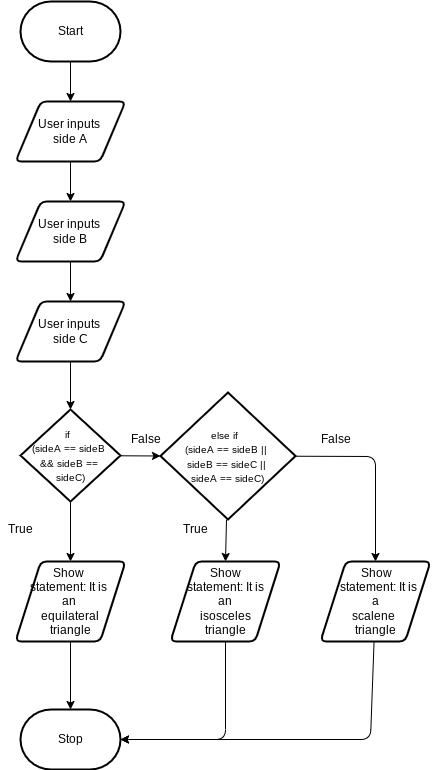 Start
User inputs
side A
User inputs
side B
User inputs
side C
if
(sideA == sideB
&& sideB ==
sideC)
False
else if
(sideA == sideB ||
sideB == sideC ||
sideA == sideC)
False
True
True
Show
statement: It is
an
equilateral
triangle
Show
statement: It is
an
isosceles
triangle
Show
statement: It is
a
scalene
triangle
Stop